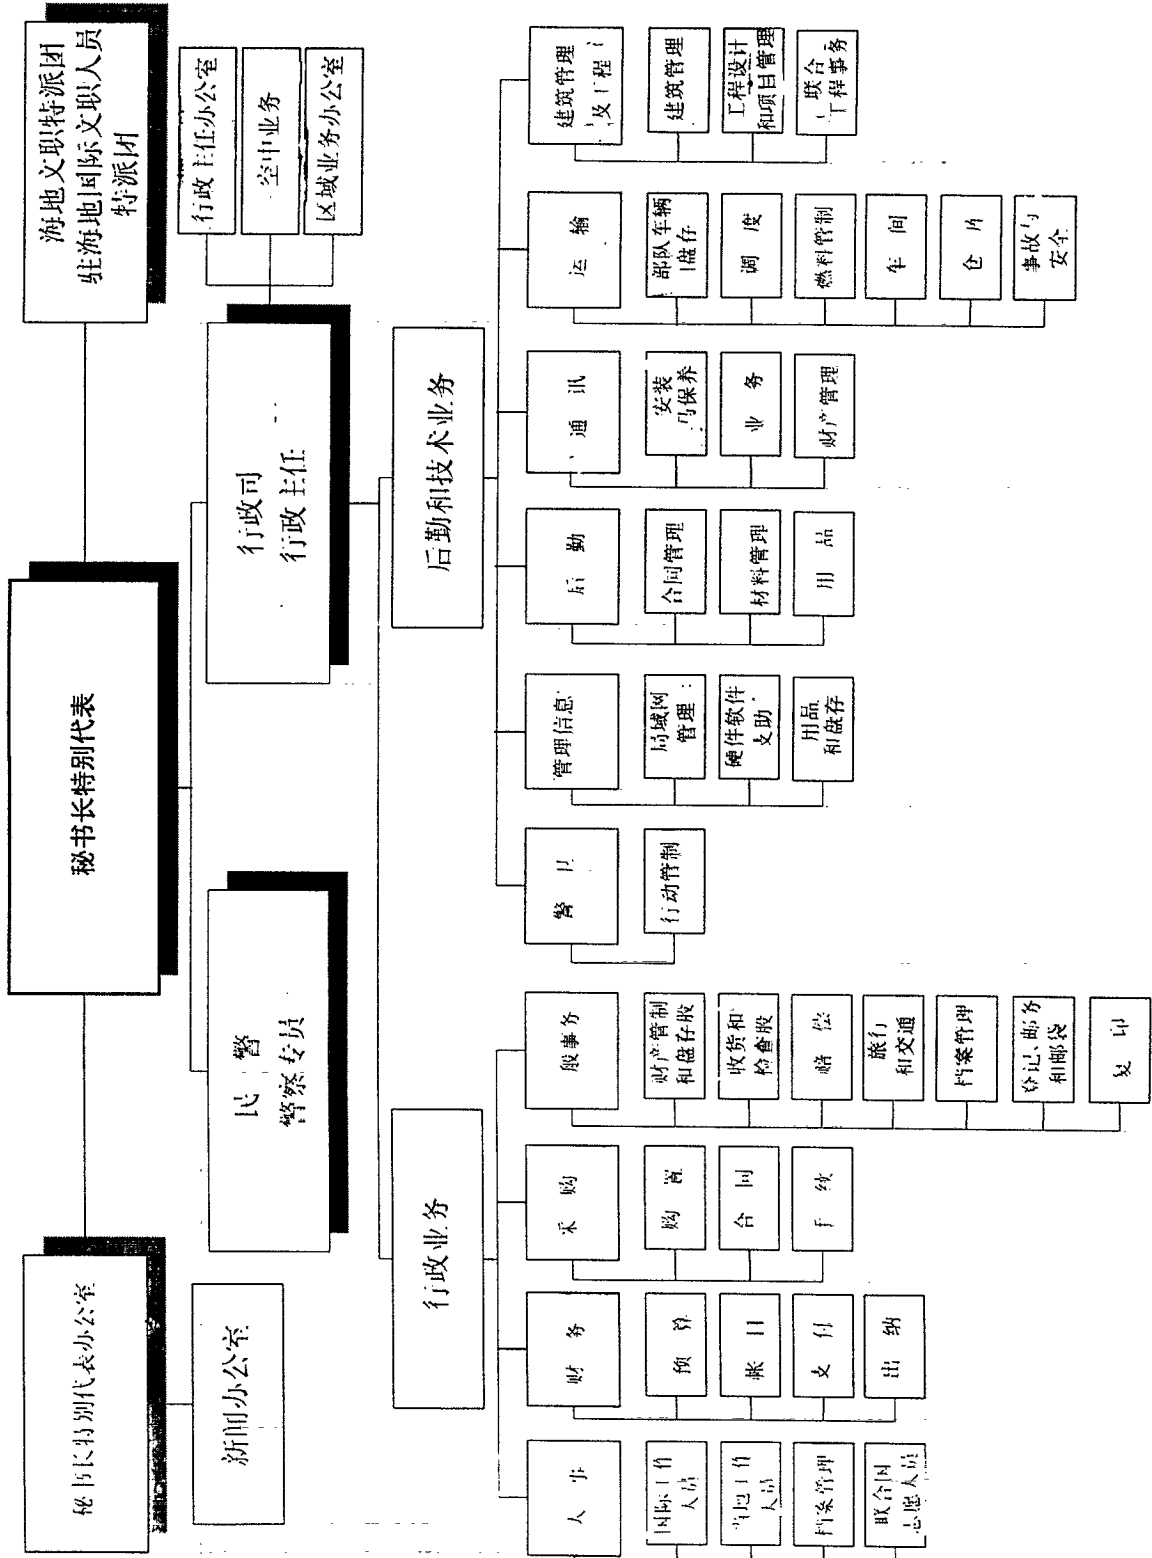 秘书长特别代表
秘书长特别代表办公室
新闻办公室
海地文职特派团
驻海地国际文职人员
特派团
民 警
警察专员
行政司
行政主任
行政主任办公室
空中业务
区域业务办公室
行政业务
后勤和技术业务
人 事
国际工作
人员
当地工作
人员
档案管理
联合国
志愿人员
财 务
预 算
帐 目
支 付
出 纳
采 购
购 置
合 同
般事务
财产管制
和盘存股
收货和
检查股
赔 偿
旅行
和交通
档案管理
登记、邮务
和邮袋
复 印
警 卫
行动管制
管理信息
局域网
管理
硬件软件
支助
用品
和盘存
后 勤
合同管理
材料管理
用 品
通 讯
安装
与保养
业 务
财产管理
运 输
部队车辆
盘存
调 度
燃料管制
车 间
仓
事故与
安全
建筑管理
及工程
建筑管理
工程设计
和项目管理
联合
工程事务